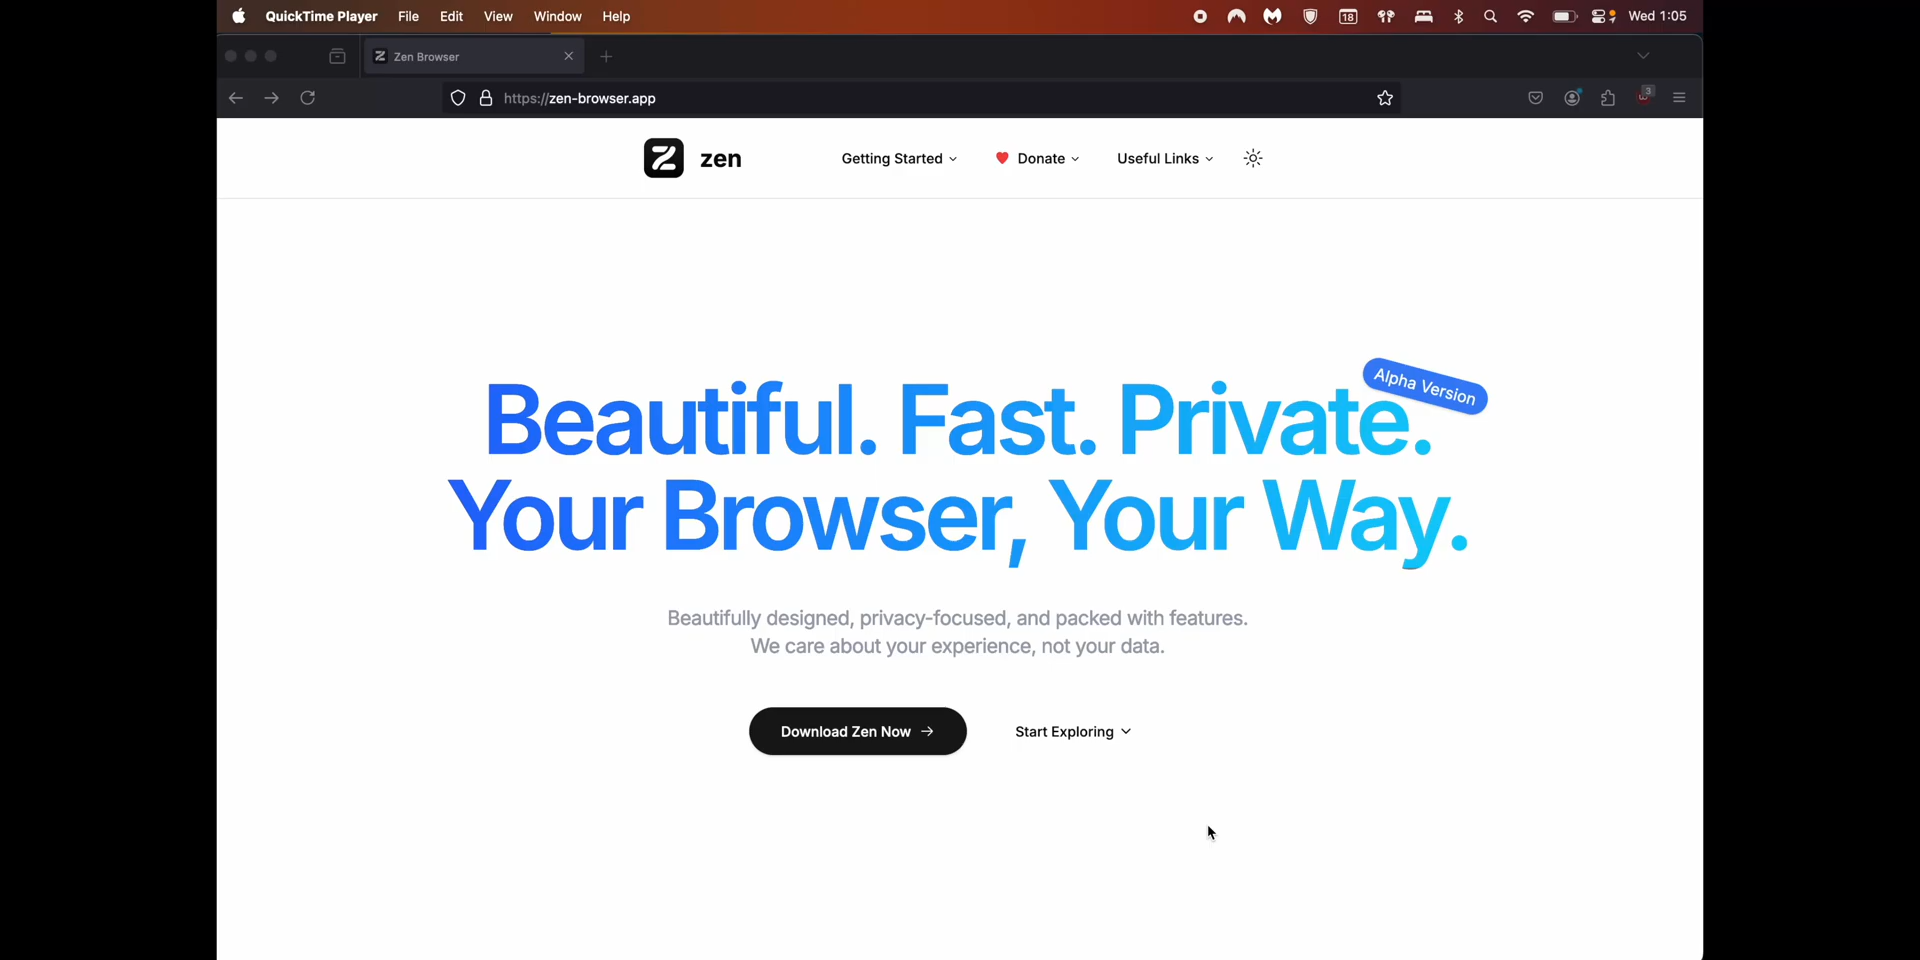 QuickTime Player File Edit View Window Help 18 Wed 1:05
Zen Browser
https://zen-browser.app 3
zen Getting Started Donate Useful Links
Alpha Version
Beautiful. Fast. Private.
Your Browser, Your Way.
Beautifully designed, privacy-focused, and packed with features.
We care about your experience, not your data.
Download Zen Now Start Exploring